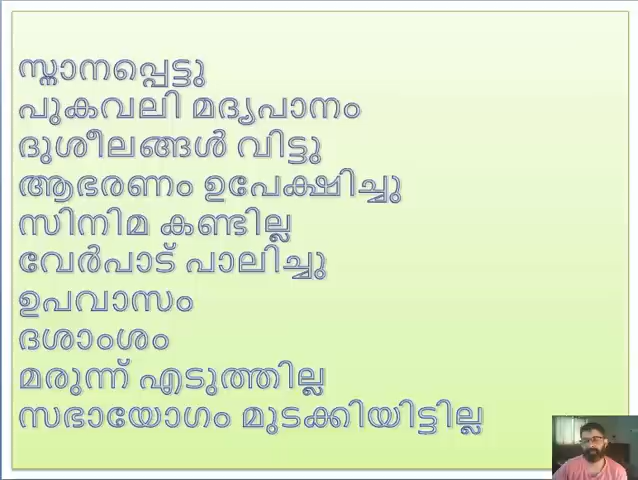 സ്നാനപ്പെട്ടു
പുകവലി മദ്യപാനം
ദുശീലങ്ങൾ വിട്ടു
ആഭരണം ഉപേക്ഷിച്ചു
സിനിമ കണ്ടില്ല
വേർപാട് പാലിച്ചു
ഉപവാസം
ദശാംശം
മരുന്ന് എടുത്തില്ല
സഭായോഗം മുടക്കിയിട്ടില്ല